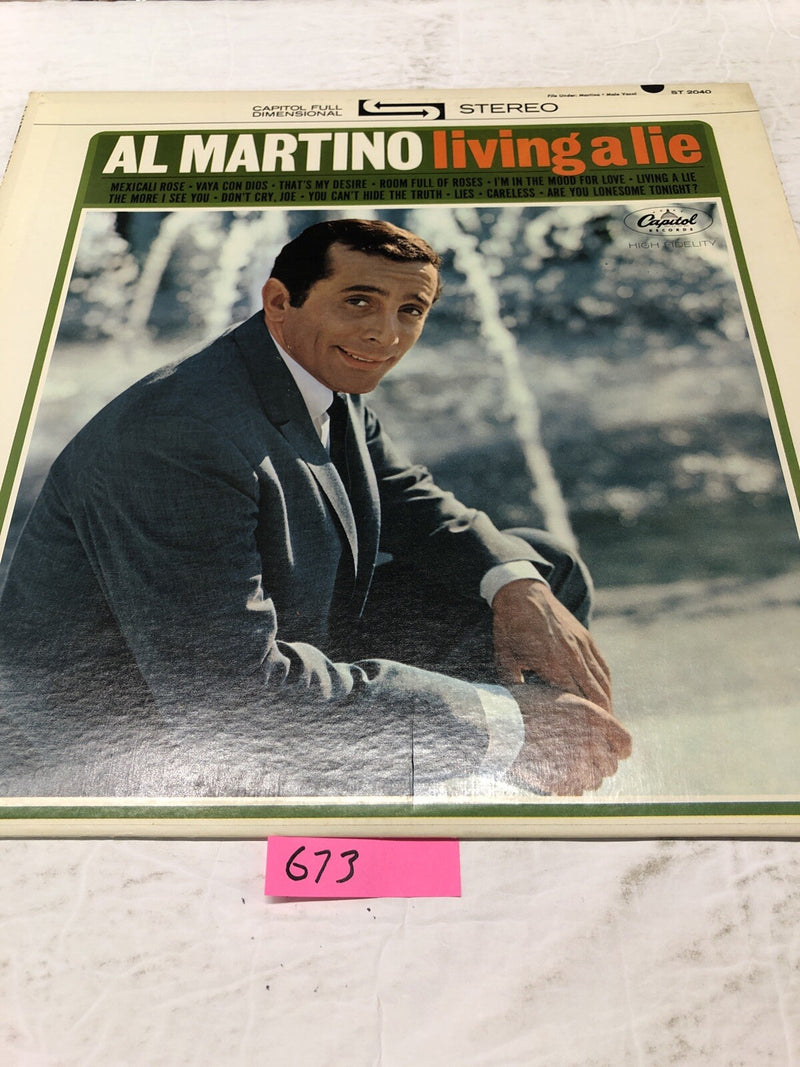 File Under: Martino • Male Vocal
ST 2040
CAPITOL FULL
DIMENSIONAL
STEREO
AL MARTINO living a lie
MEXICALI ROSE • VAYA CON DIOS • THAT'S MY DESIRE • ROOM FULL OF ROSES • I'M IN THE MOOD FOR LOVE • LIVING A LIE
THE MORE I SEE YOU • DON'T CRY, JOE • YOU CAN'T HIDE THE TRUTH • LIES • CARELESS • ARE YOU LONESOME TONIGHT?
Capitol
RECORDS
HIGH FIDELITY
673